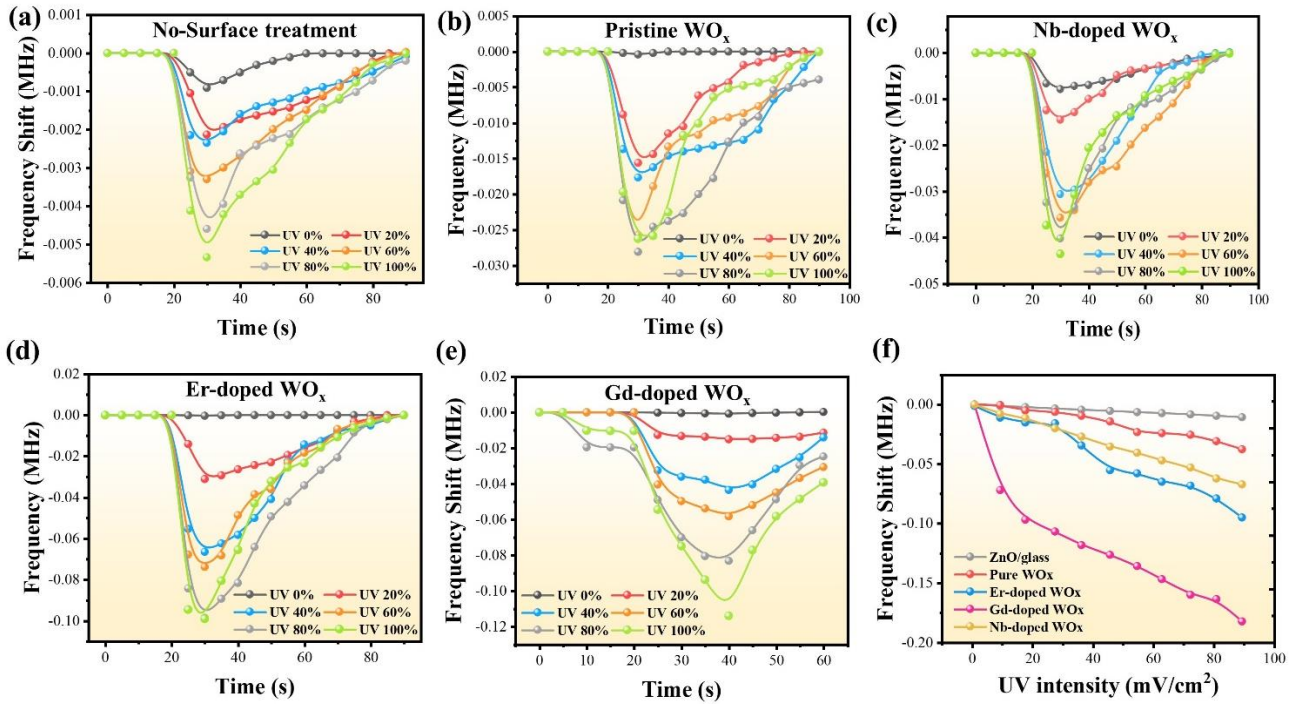 (a)
No-Surface treatment
Frequency Shift (MHz)
0.001
0.000
-0.001
-0.002
-0.003
-0.004
-0.005
-0.006
UV 0% UV 20%
UV 40% UV 60%
UV 80% UV 100%
0 20 40 60 80
Time (s)
(b)
Pristine WOₓ
Frequency (MHz)
0.005
0.000
-0.005
-0.010
-0.015
-0.020
-0.025
-0.030
UV 0% UV 20%
UV 40% UV 60%
UV 80% UV 100%
0 20 40 60 80 100
Time (s)
(c)
Nb-doped WOₓ
Frequency (MHz)
0.01
0.00
-0.01
-0.02
-0.03
-0.04
-0.05
UV 0% UV 20%
UV 40% UV 60%
UV 80% UV 100%
0 20 40 60 80 100
Time (s)
(d)
Er-doped WOₓ
Frequency (MHz)
0.02
0.00
-0.02
-0.04
-0.06
-0.08
-0.10
UV 0% UV 20%
UV 40% UV 60%
UV 80% UV 100%
0 20 40 60 80
Time (s)
(e)
Gd-doped WOₓ
Frequency Shift (MHz)
0.02
0.00
-0.02
-0.04
-0.06
-0.08
-0.10
-0.12
UV 0% UV 20%
UV 40% UV 60%
UV 80% UV 100%
0 10 20 30 40 50 60
Time (s)
(f)
Frequency Shift (MHz)
0.00
-0.05
-0.10
-0.15
-0.20
ZnO/glass
Pure WOx
Er-doped WOx
Gd-doped WOx
Nb-doped WOx
0 20 40 60 80 100
UV intensity (mV/cm²)